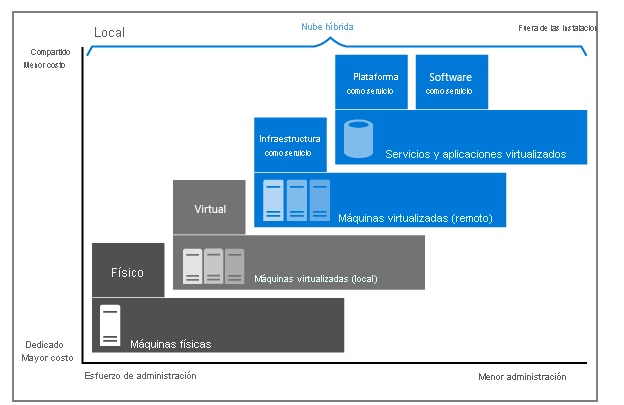 Nube híbrida
Fuera de las instalacion
Local
Compartido
Menor costo
Plataforma
como servicio
Software
como servicio
Servicios y aplicaciones virtualizados
Infraestructura
como servicio
Máquinas virtualizadas (remoto)
Virtual
Máquinas virtualizadas (local)
Físico
Máquinas físicas
Dedicado
Mayor costo
Esfuerzo de administración
Menor administración